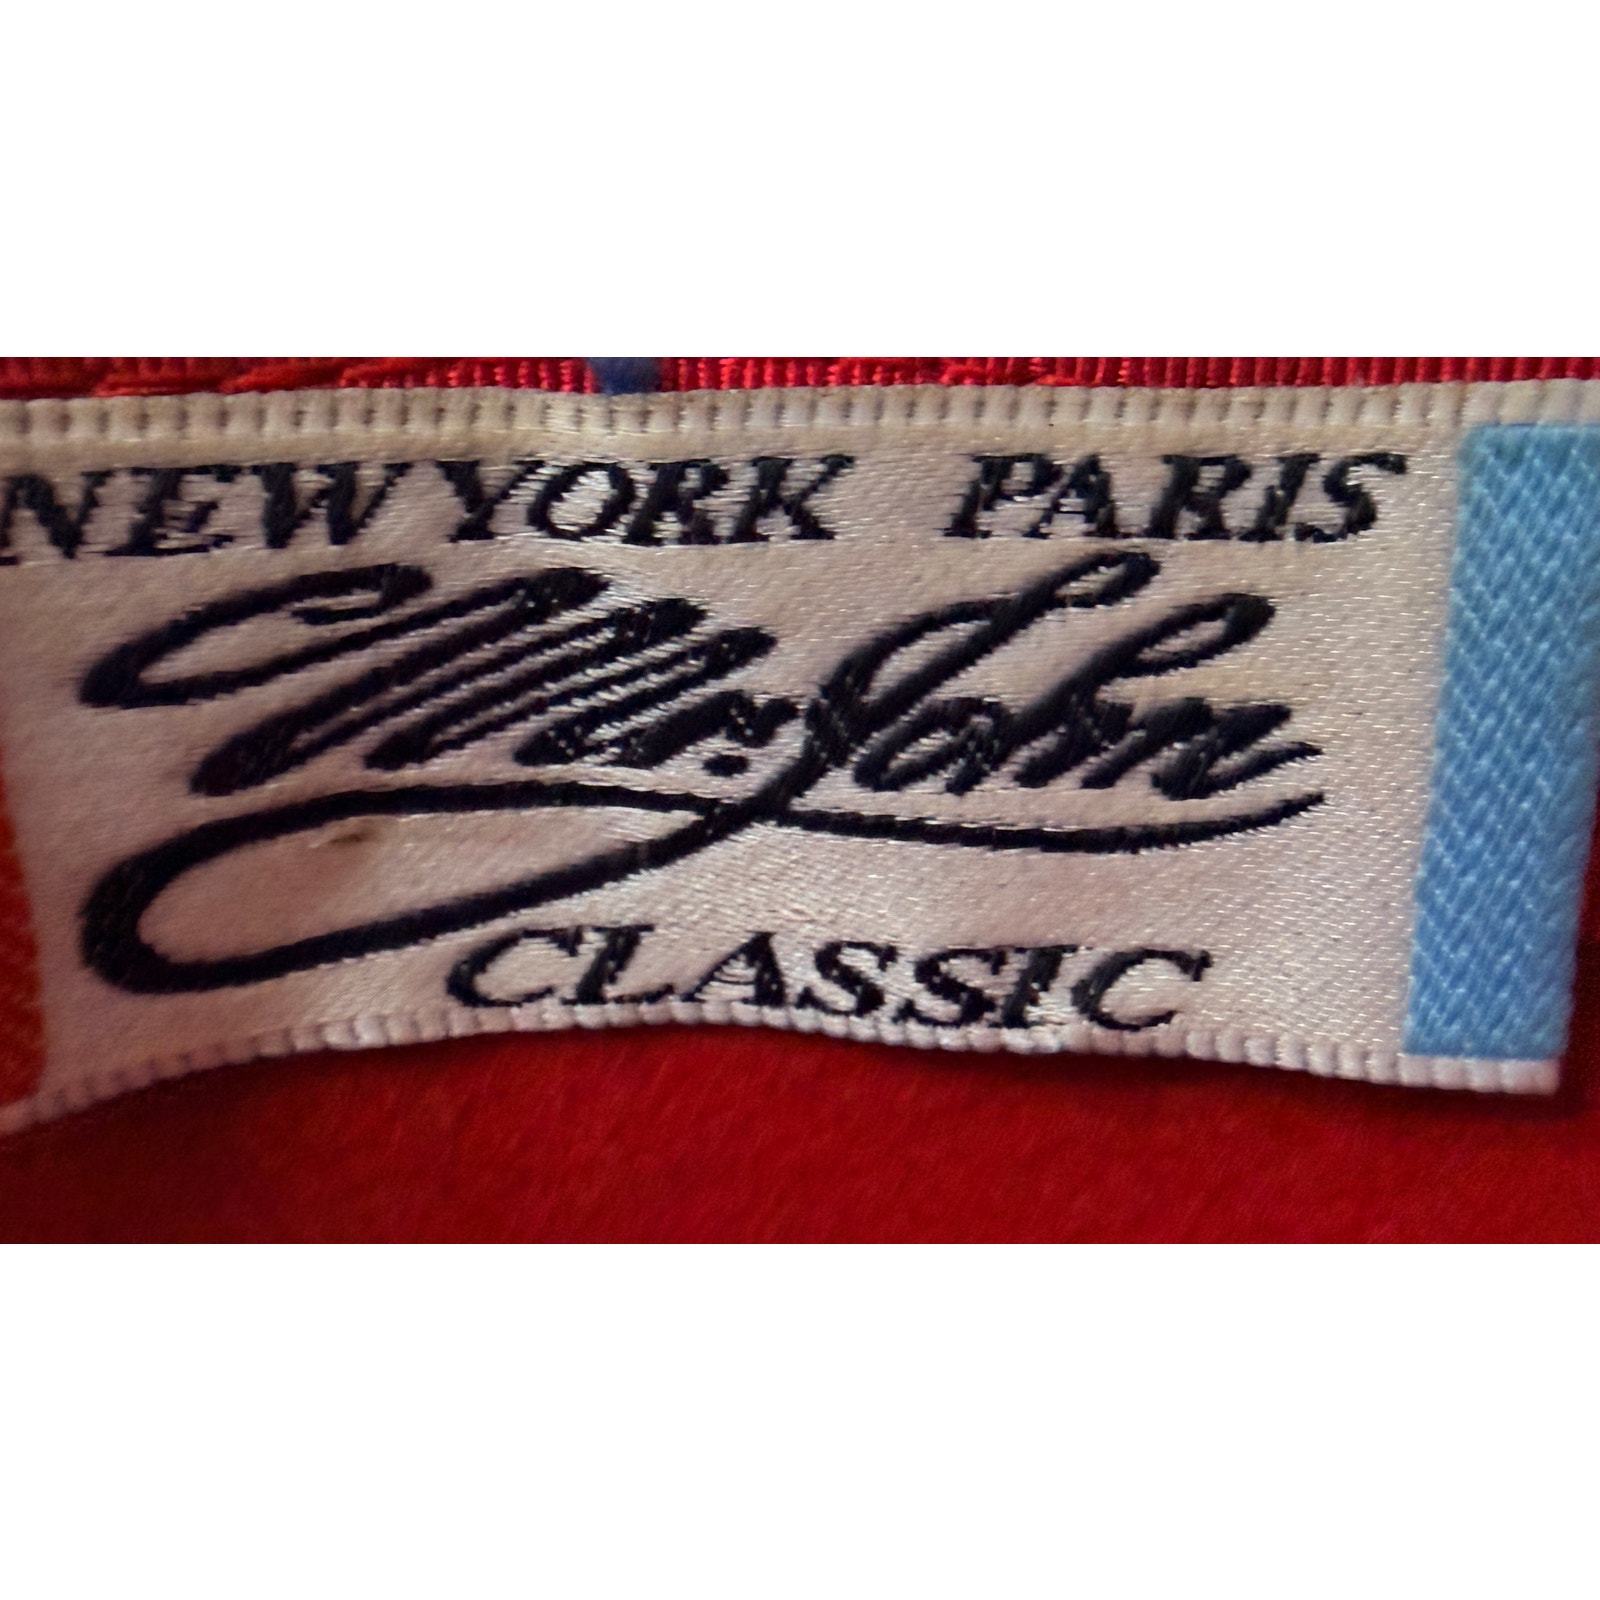 NEW YORK PARIS
Mr. John
CLASSIC